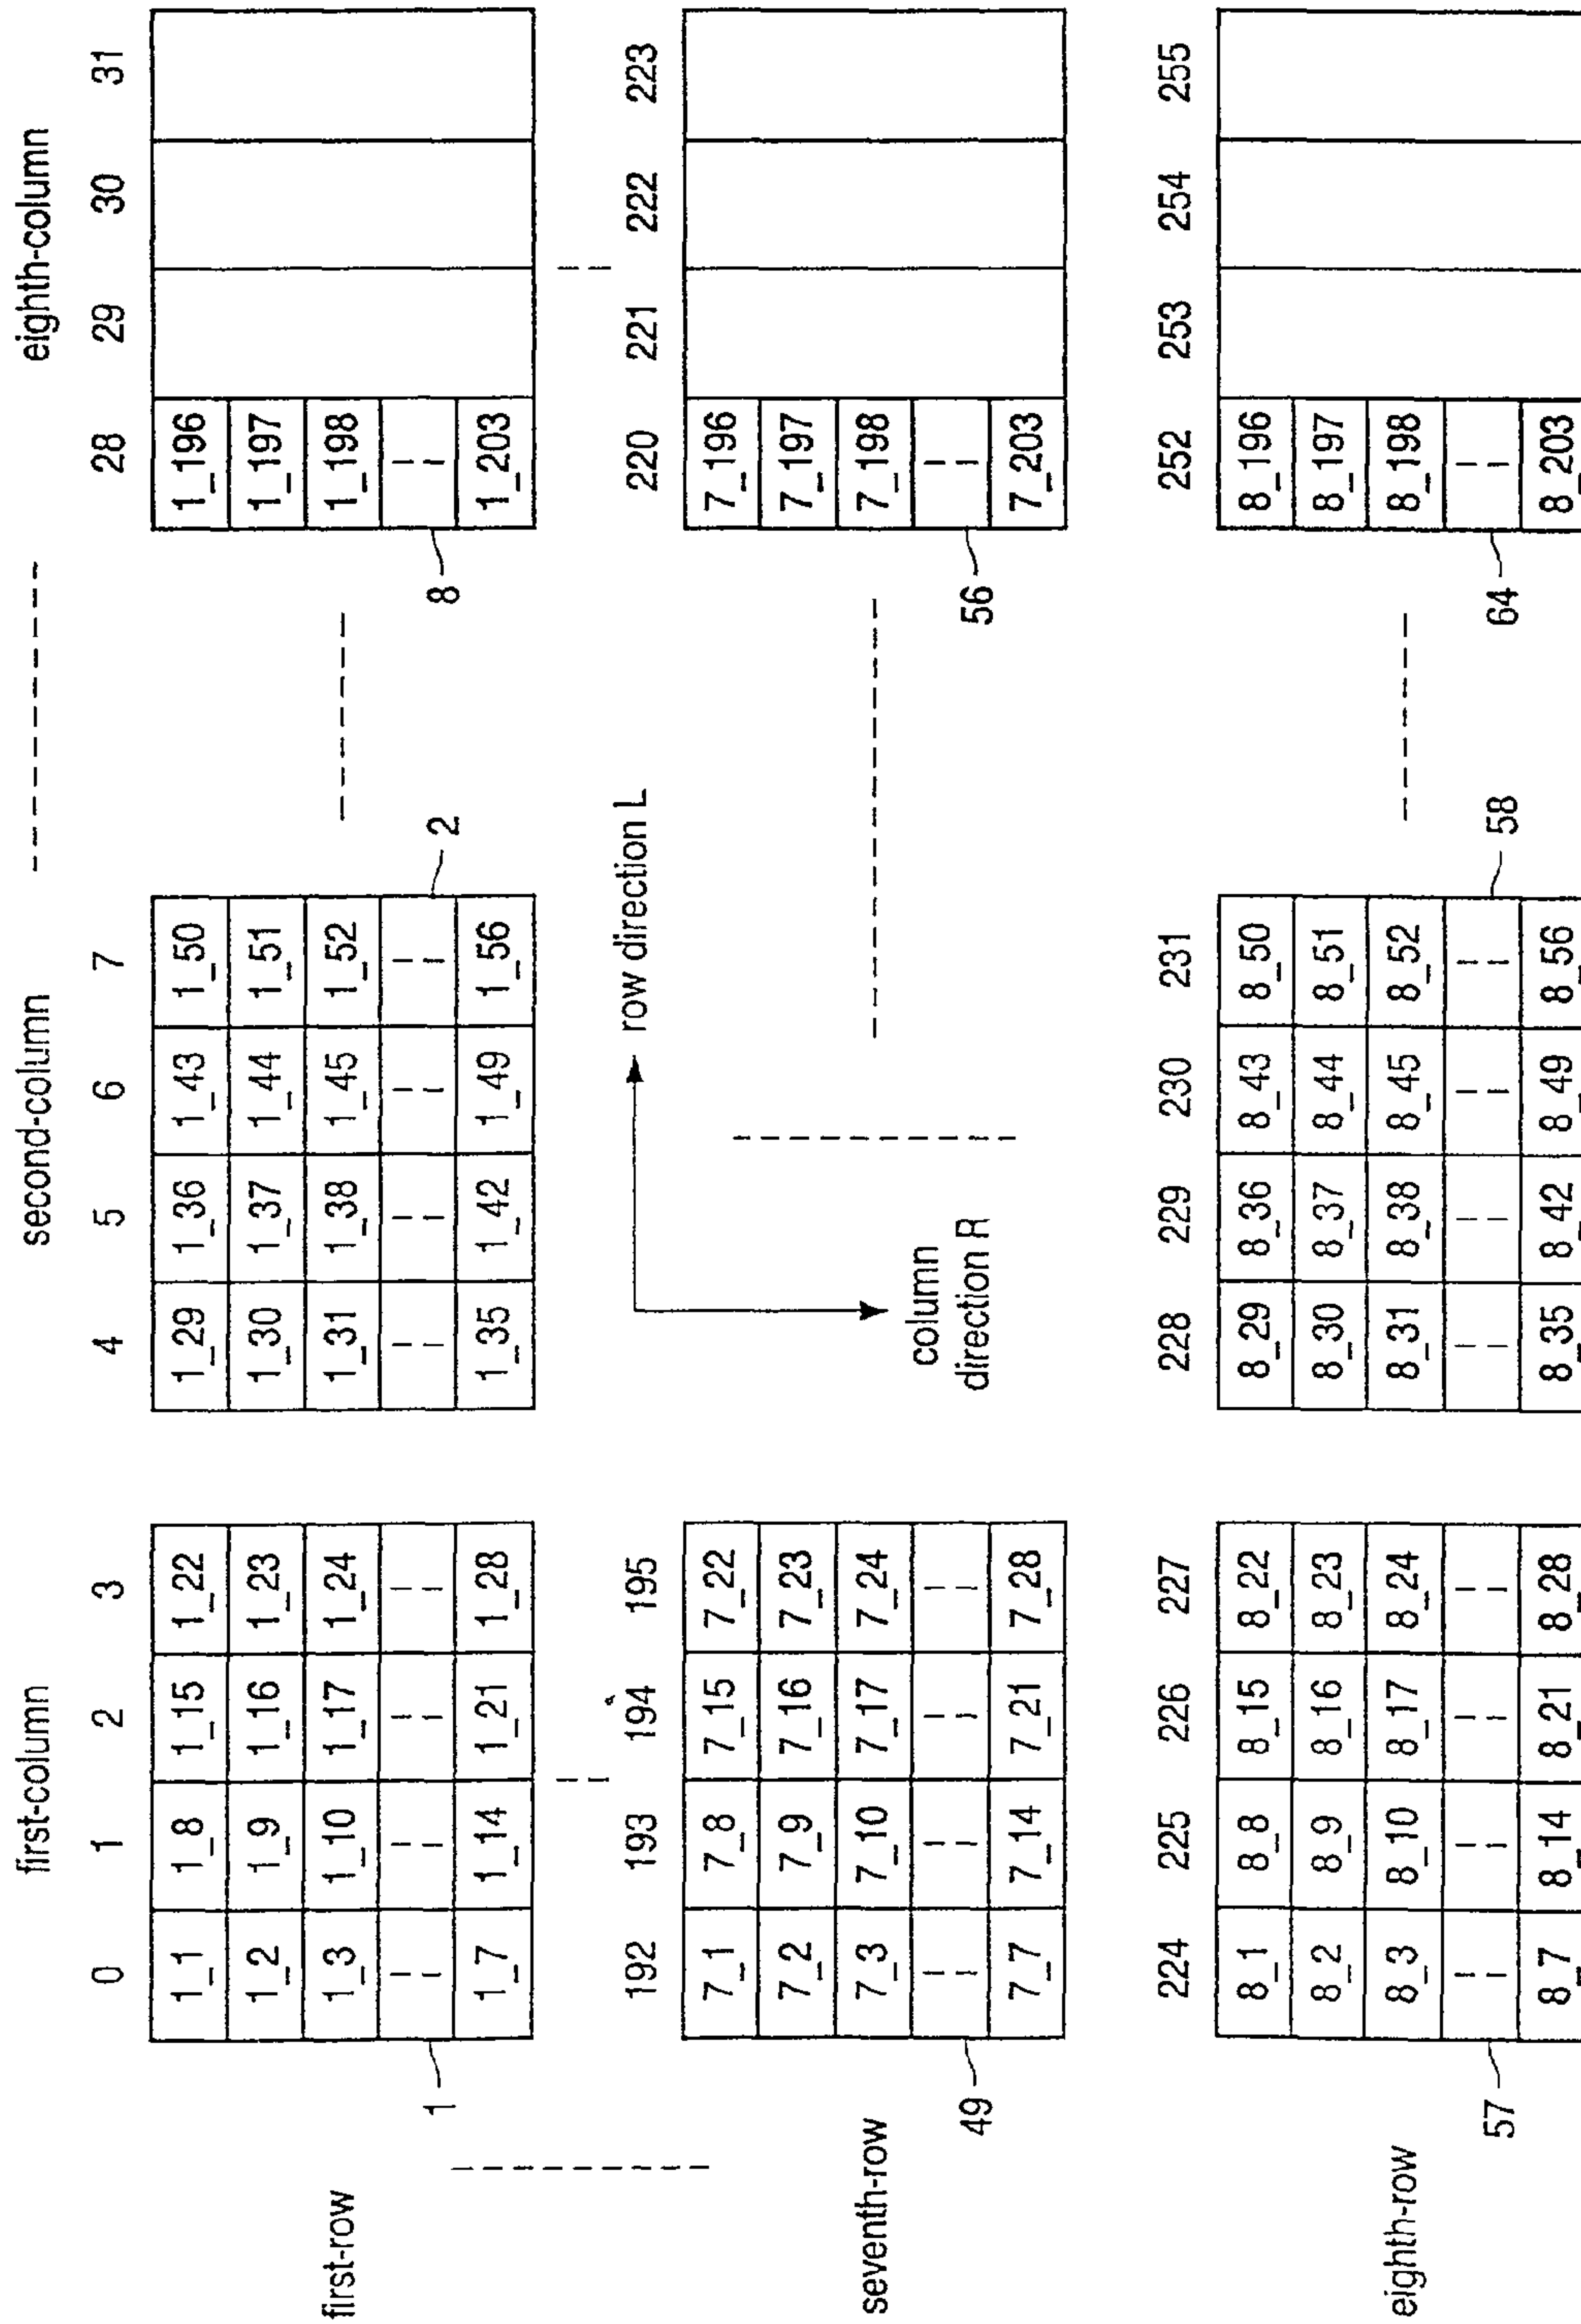 first-column second-column eighth-column
0 1 2 3 4 5 6 7 28 29 30 31
first-row
1_1 1_8 1_15 1_22 1_29 1_36 1_43 1_50 1_196
1_2 1_9 1_16 1_23 1_30 1_37 1_44 1_51 1_197
1_3 1_10 1_17 1_24 1_31 1_38 1_45 1_52 1_198
1 2 8
1_7 1_14 1_21 1_28 1_35 1_42 1_49 1_56 1_203
row direction L
column
direction R
192 193 194 195 220 221 222 223
seventh-row
7_1 7_8 7_15 7_22 7_196
7_2 7_9 7_16 7_23 7_197
7_3 7_10 7_17 7_24 7_198
49 56
7_7 7_14 7_21 7_28 7_203
224 225 226 227 228 229 230 231 252 253 254 255
eighth-row
8_1 8_8 8_15 8_22 8_29 8_36 8_43 8_50 8_196
8_2 8_9 8_16 8_23 8_30 8_37 8_44 8_51 8_197
8_3 8_10 8_17 8_24 8_31 8_38 8_45 8_52 8_198
57 58 64
8_7 8_14 8_21 8_28 8_35 8_42 8_49 8_56 8_203